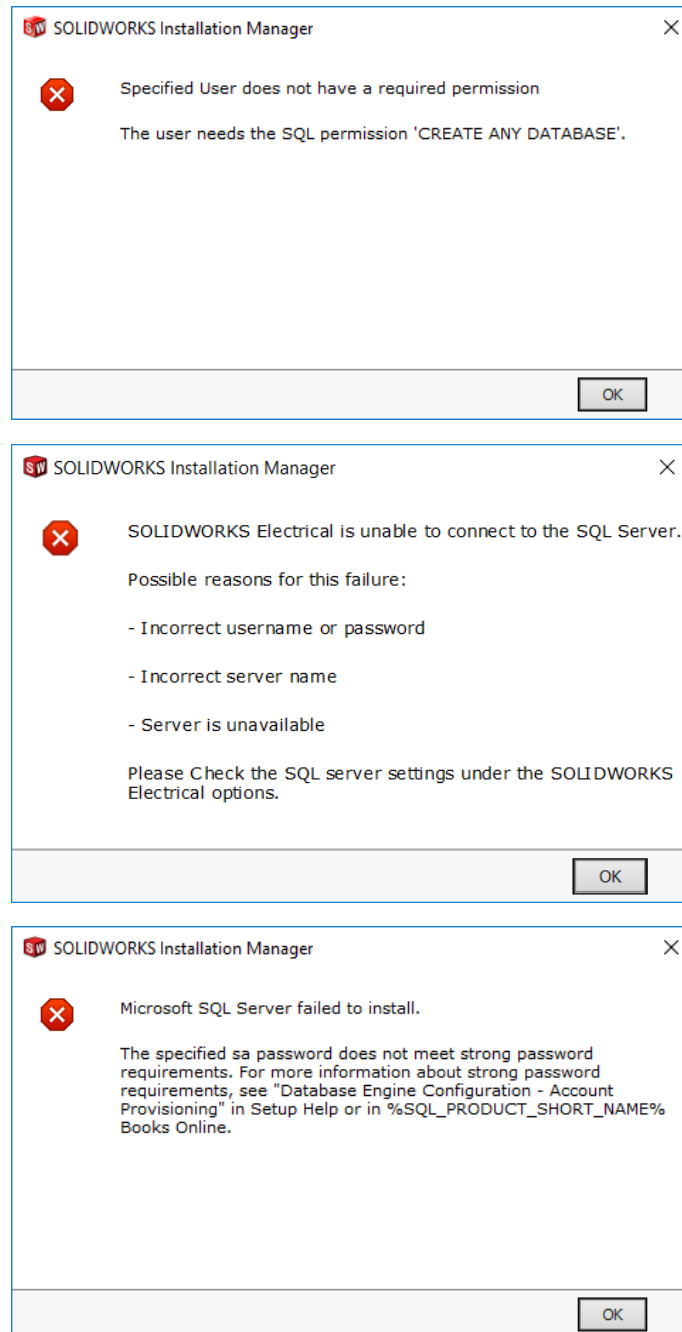 SW SOLIDWORKS Installation Manager
Specified User does not have a required permission
The user needs the SQL permission 'CREATE ANY DATABASE'.
OK
SW SOLIDWORKS Installation Manager
SOLIDWORKS Electrical is unable to connect to the SQL Server.
Possible reasons for this failure:
- Incorrect username or password
- Incorrect server name
- Server is unavailable
Please Check the SQL server settings under the SOLIDWORKS
Electrical options.
OK
SW SOLIDWORKS Installation Manager
Microsoft SQL Server failed to install.
The specified sa password does not meet strong password
requirements. For more information about strong password
requirements, see "Database Engine Configuration - Account
Provisioning" in Setup Help or in %SQL_PRODUCT_SHORT_NAME%
Books Online.
OK